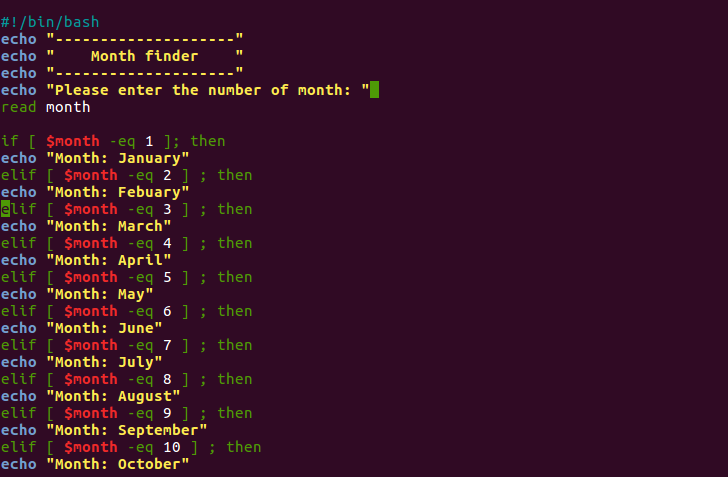 #!/bin/bash
echo "--------------------"
echo "    Month finder    "
echo "--------------------"
echo "Please enter the number of month: "
read month
if [ $month -eq 1 ]; then
echo "Month: January"
elif [ $month -eq 2 ] ; then
echo "Month: Febuary"
elif [ $month -eq 3 ] ; then
echo "Month: March"
elif [ $month -eq 4 ] ; then
echo "Month: April"
elif [ $month -eq 5 ] ; then
echo "Month: May"
elif [ $month -eq 6 ] ; then
echo "Month: June"
elif [ $month -eq 7 ] ; then
echo "Month: July"
elif [ $month -eq 8 ] ; then
echo "Month: August"
elif [ $month -eq 9 ] ; then
echo "Month: September"
elif [ $month -eq 10 ] ; then
echo "Month: October"